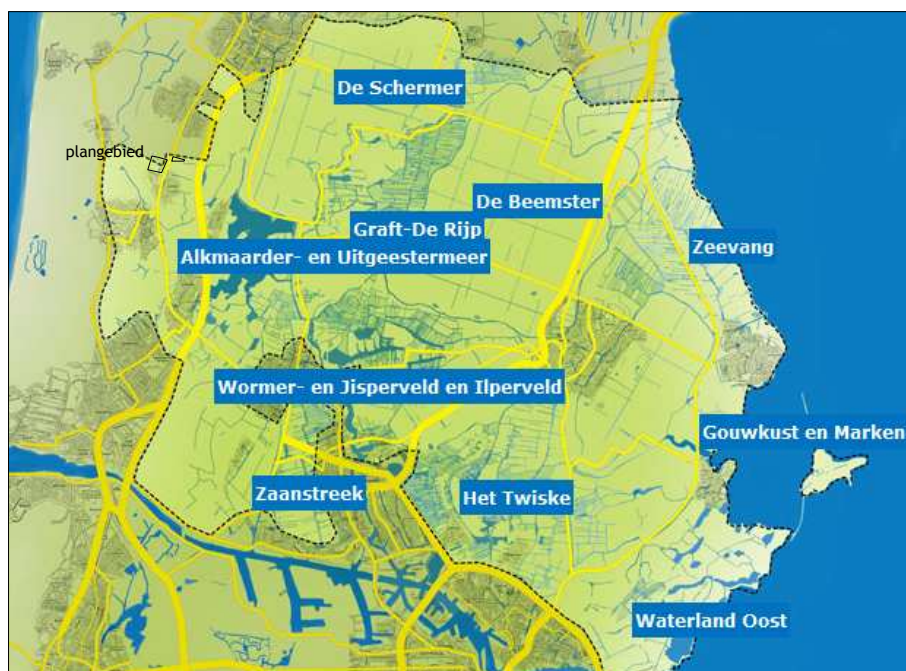 De Schermer
plangebied
De Beemster
Graft-De Rijp
Zeevang
Alkmaarder- en Uitgeestermeer
Wormer- en Jisperveld en Ilperveld
Gouwkust en Marken
Zaanstreek
Het Twiske
Waterland Oost